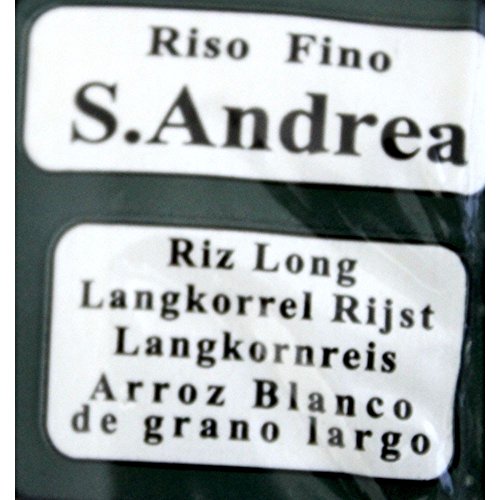 Riso Fino
S.Andrea
Riz Long
Langkorrel Rijst
Langkornreis
Arroz Blanco
de grano largo